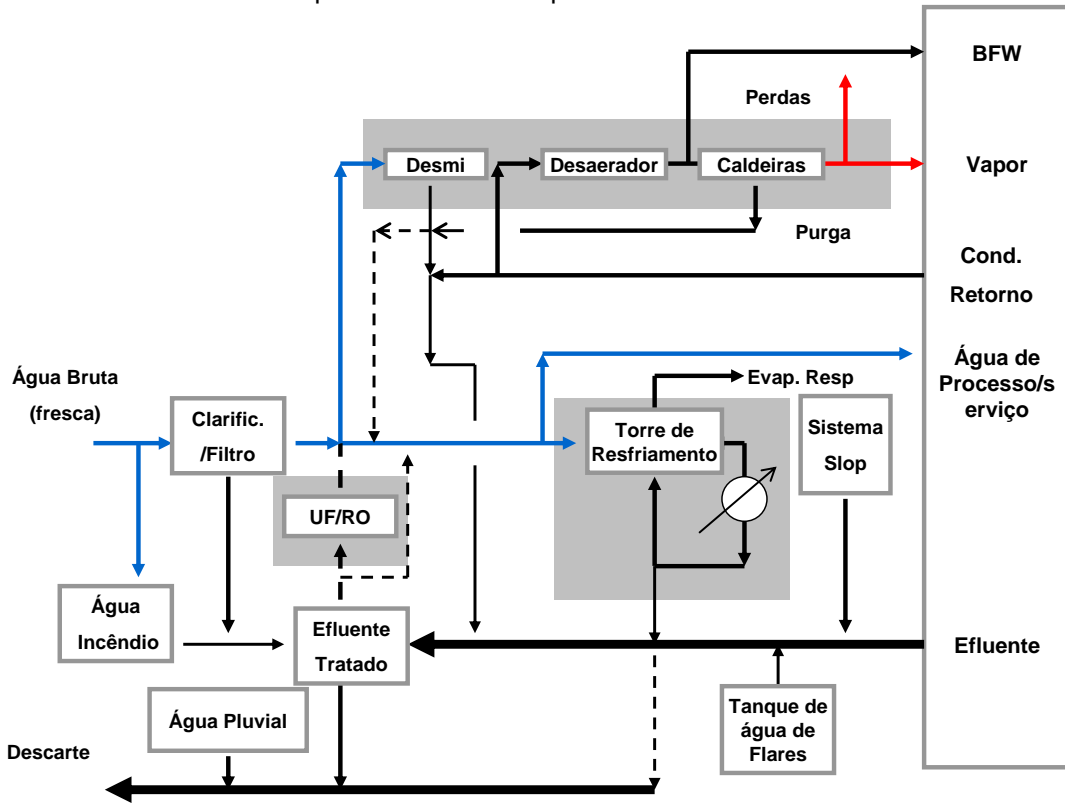 BFW
Perdas
Desmi
Desaerador
Caldeiras
Vapor
Purga
Cond.
Retorno
Água Bruta
(fresca)
Clarific.
/Filtro
Evap. Resp
Água de
Processo/s
erviço
Torre de
Resfriamento
Sistema
Slop
UF/RO
Água
Incêndio
Efluente
Tratado
Efluente
Água Pluvial
Tanque de
água de
Flares
Descarte